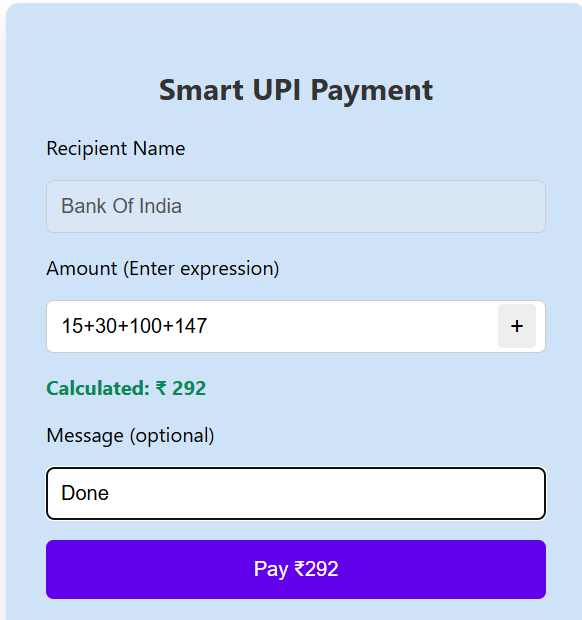 Smart UPI Payment
Recipient Name
Bank Of India
Amount (Enter expression)
15+30+100+147 +
Calculated: ₹ 292
Message (optional)
Done
Pay ₹292